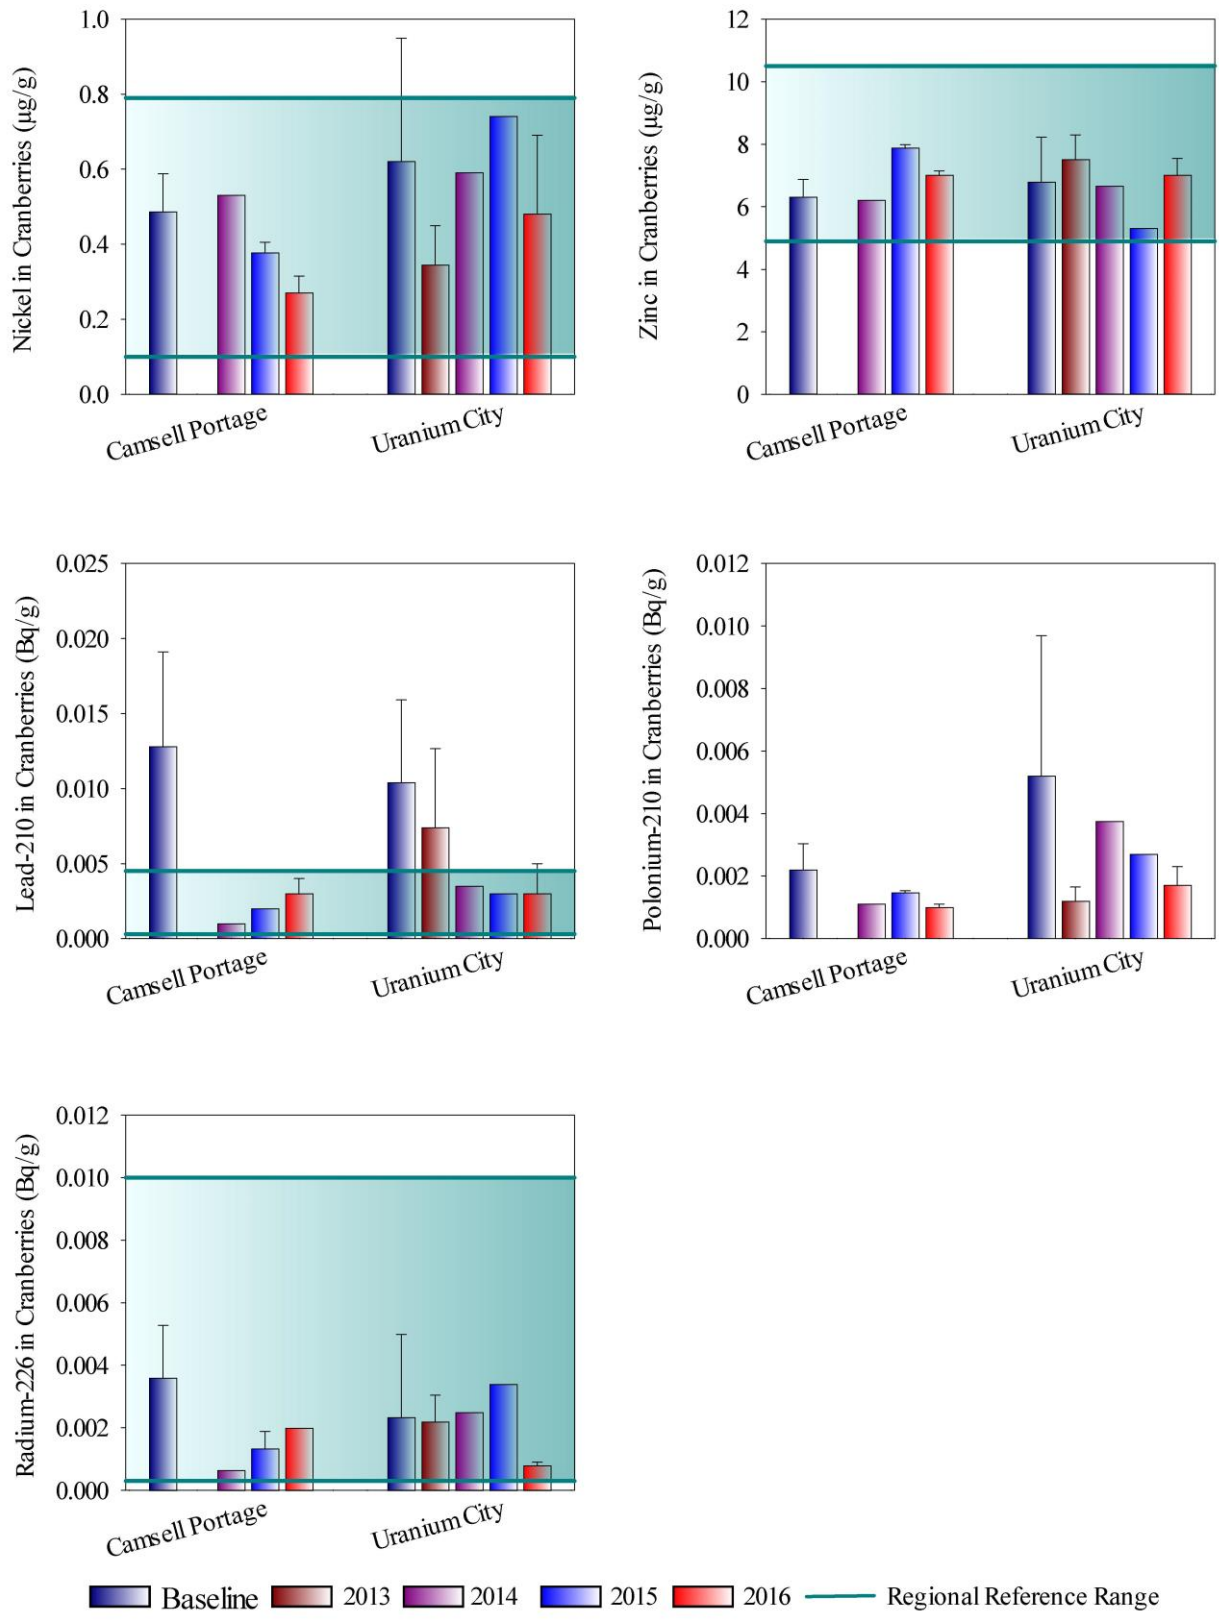 Nickel in Cranberries (µg/g)
1.0
0.8
0.6
0.4
0.2
0.0
Camsell Portage
Uranium City
Zinc in Cranberries (µg/g)
12
10
8
6
4
2
0
Camsell Portage
Uranium City
Lead-210 in Cranberries (Bq/g)
0.025
0.020
0.015
0.010
0.005
0.000
Camsell Portage
Uranium City
Polonium-210 in Cranberries (Bq/g)
0.012
0.010
0.008
0.006
0.004
0.002
0.000
Camsell Portage
Uranium City
Radium-226 in Cranberries (Bq/g)
0.012
0.010
0.008
0.006
0.004
0.002
0.000
Camsell Portage
Uranium City
Baseline 2013 2014 2015 2016 Regional Reference Range